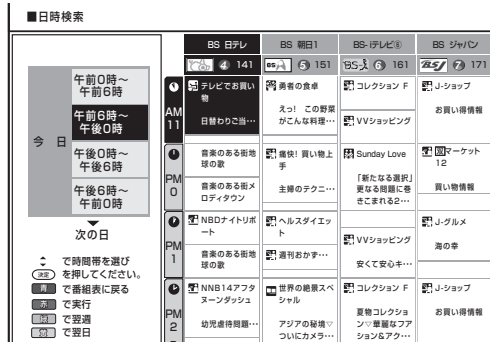 ■日時検索
今 日
午前0時～
午前6時
午前6時～
午後0時
午後0時～
午後6時
午後6時～
午前0時
次の日
で時間帯を選び
決定 を押してください。
青 で番組表に戻る
赤 で実行
で翌週
で翌日
BS 日テレ
4 141
BS 朝日1
BS朝 5 151
BS-iテレビ⑥
BS-i 6 161
BS ジャパン
BSJ 7 171
AM
11
テレビでお買い
物
日替わりご当…
勇者の食卓
えっ! この野菜
がこんな料理…
コレクション F
VVショッピング
J-ショップ
お買い得情報
PM
0
音楽のある街地
球の歌
音楽のある街メ
ロディタウン
痛快! 買い物上
手
主婦のテクニ…
Sunday Love
「新たなる選択」
更なる問題に巻
きこまれる2…
マーケット
12
買い物情報
PM
1
NBDナイトリポ
ート
音楽のある街地
球の歌
ヘルスダイエッ
ト
週刊おかず…
VVショッピング
安くて安心キ…
J-グルメ
海の幸
PM
2
NNB14アフタ
ヌーンダッシュ
幼児虐待問題…
世界の絶景スペ
シャル
アジアの秘境▽
ついにカメラ…
コレクション F
夏物コレクショ
ン▽華麗なファ
ション&アク…
J-ショップ
お買い得情報